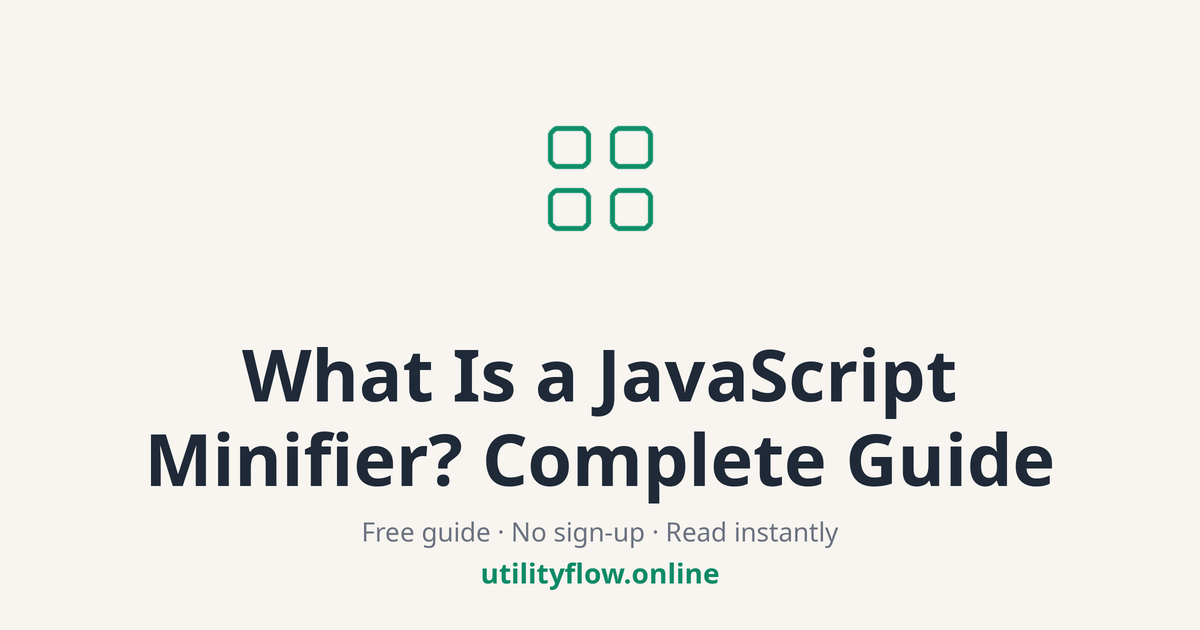 What Is a JavaScript
Minifier? Complete Guide
Free guide · No sign-up · Read instantly
utilityflow.online